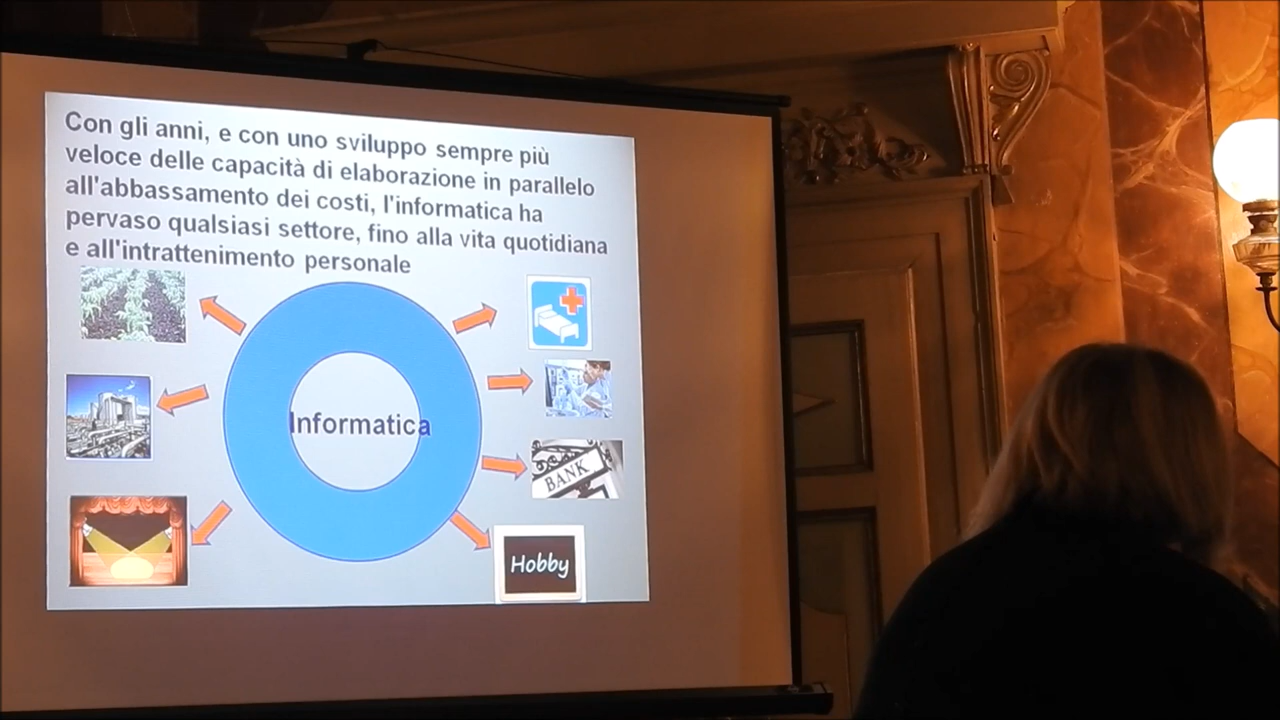 Con gli anni, e con uno sviluppo sempre più
veloce delle capacità di elaborazione in parallelo
all'abbassamento dei costi, l'informatica ha
pervaso qualsiasi settore, fino alla vita quotidiana
e all'intrattenimento personale
Informatica
BANK
Hobby